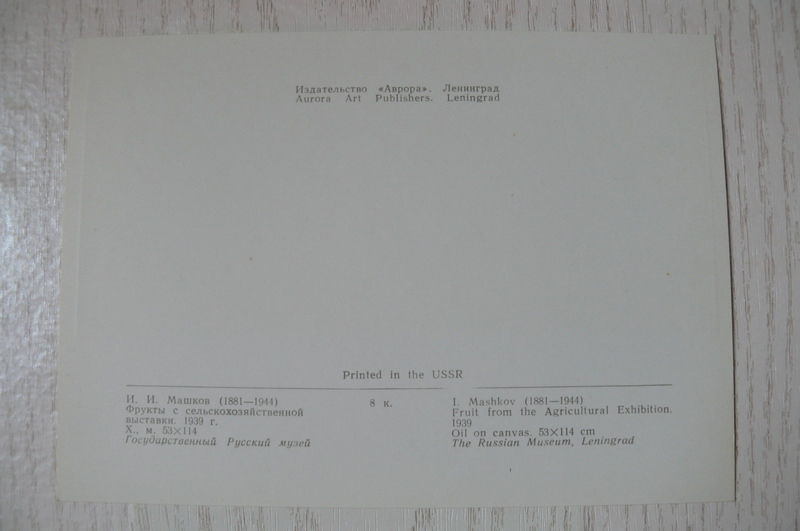 Издательство «Аврора». Ленинград
Aurora Art Publishers. Leningrad
Printed in the USSR
И. И. Машков (1881—1944)
Фрукты с сельскохозяйственной
выставки. 1939 г.
Х., м. 53×114
Государственный Русский музей
8 к.
I. Mashkov (1881—1944)
Fruit from the Agricultural Exhibition.
1939
Oil on canvas. 53×114 cm
The Russian Museum, Leningrad